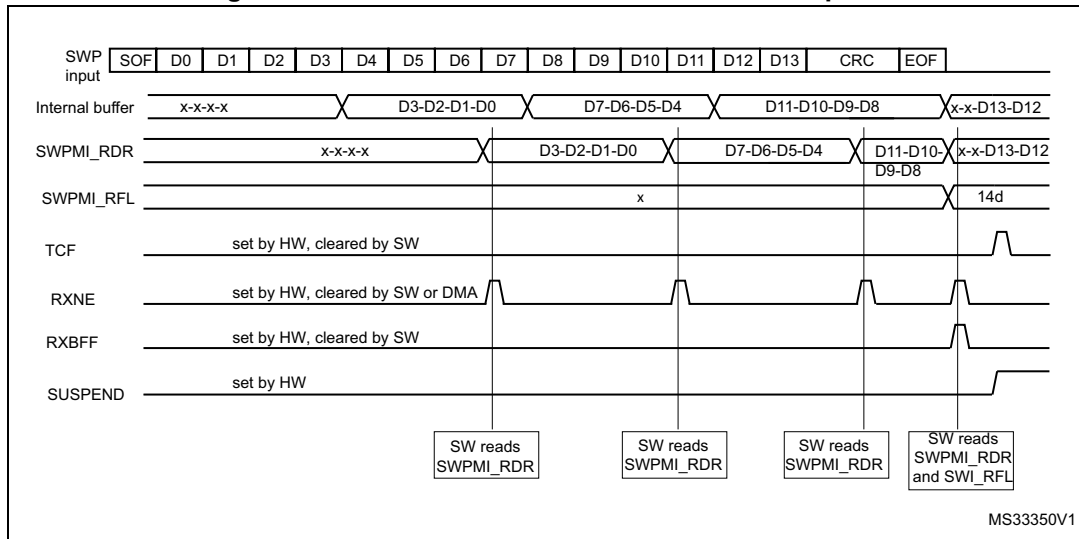 SWP input SOF D0 D1 D2 D3 D4 D5 D6 D7 D8 D9 D10 D11 D12 D13 CRC EOF
Internal buffer x-x-x-x D3-D2-D1-D0 D7-D6-D5-D4 D11-D10-D9-D8 x-x-D13-D12
SWPMI_RDR x-x-x-x D3-D2-D1-D0 D7-D6-D5-D4 D11-D10-D9-D8 x-x-D13-D12
SWPMI_RFL x 14d
TCF set by HW, cleared by SW
RXNE set by HW, cleared by SW or DMA
RXBFF set by HW, cleared by SW
SUSPEND set by HW
SW reads SWPMI_RDR
SW reads SWPMI_RDR
SW reads SWPMI_RDR
SW reads SWPMI_RDR and SWI_RFL
MS33350V1